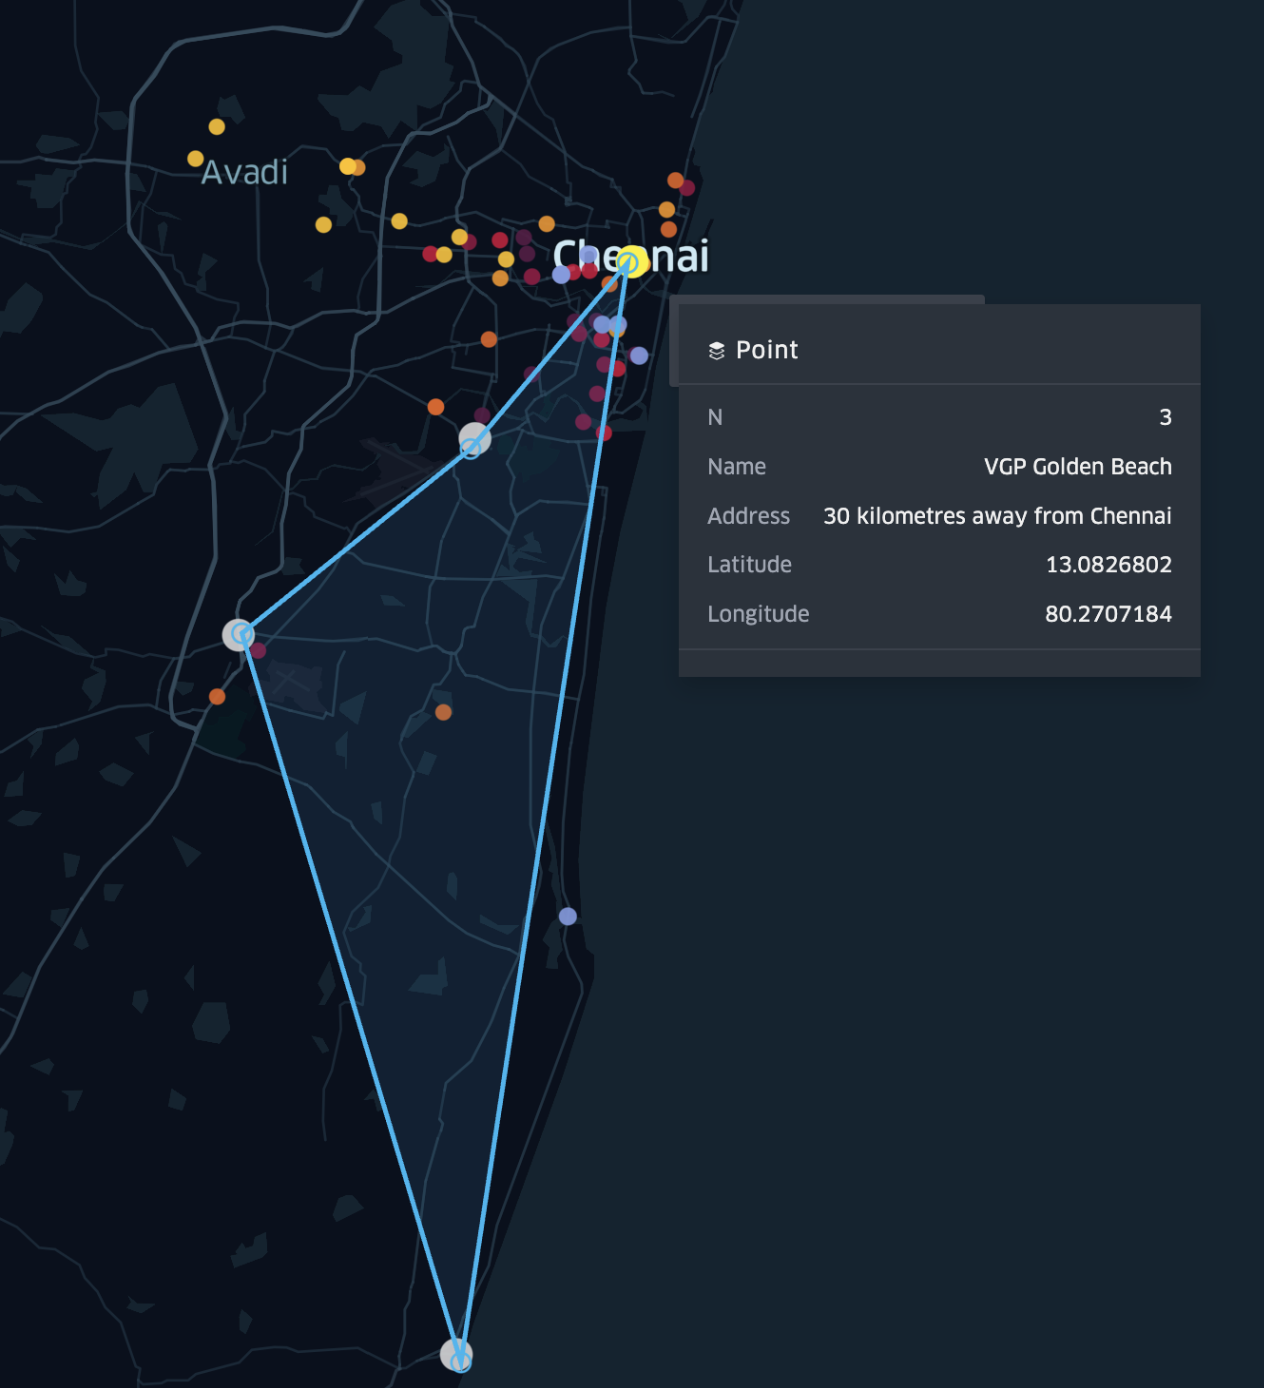 Avadi
Chennai
Point
N 3
Name VGP Golden Beach
Address 30 kilometres away from Chennai
Latitude 13.0826802
Longitude 80.2707184